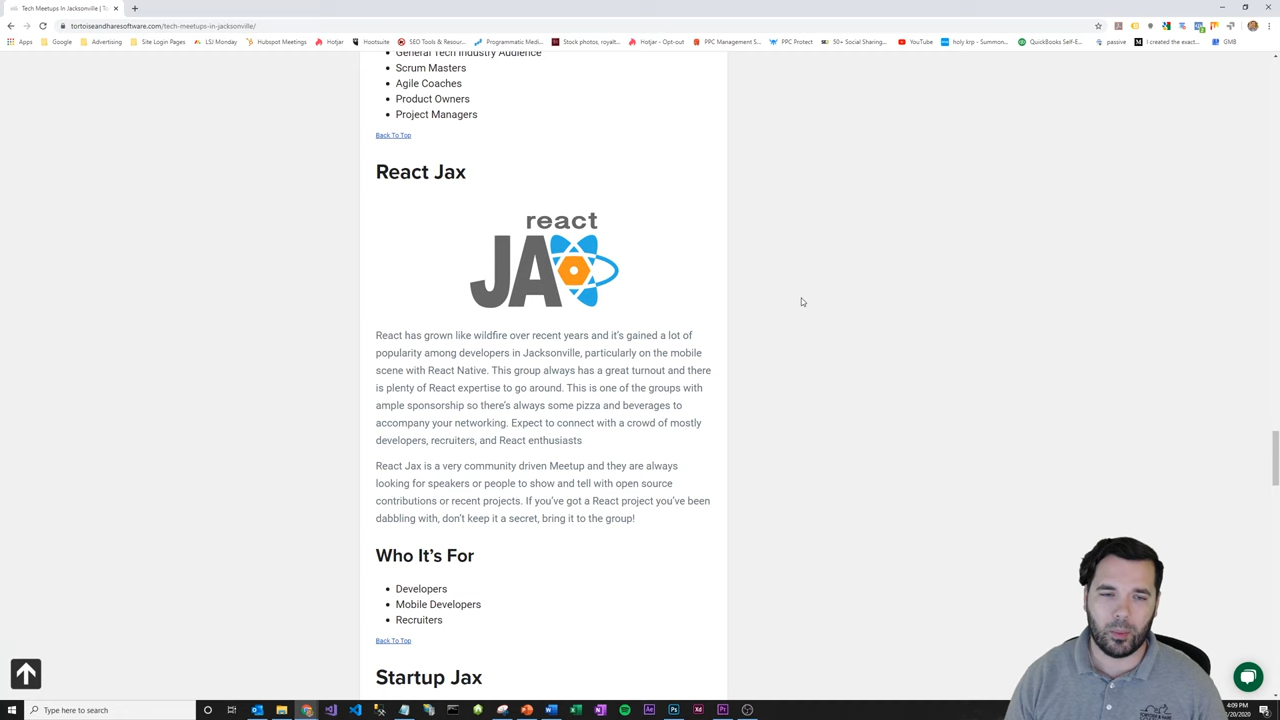 Tech Meetups In Jacksonville | To
tortoiseandharesoftware.com/tech-meetups-in-jacksonville/
Apps Google Advertising Site Login Pages LSJ Monday Hubspot Meetings Hotjar Hootsuite SEO Tools & Resour... Programmatic Medi... Stock photos, royalt... Hotjar - Opt-out PPC Management S... PPC Protect 50+ Social Sharing... YouTube holy krp - Summon... QuickBooks Self-E... passive I created the exact... GMB
General Tech Industry Audience
Scrum Masters
Agile Coaches
Product Owners
Project Managers
Back To Top
React Jax
react
JAX
React has grown like wildfire over recent years and it's gained a lot of
popularity among developers in Jacksonville, particularly on the mobile
scene with React Native. This group always has a great turnout and there
is plenty of React expertise to go around. This is one of the groups with
ample sponsorship so there's always some pizza and beverages to
accompany your networking. Expect to connect with a crowd of mostly
developers, recruiters, and React enthusiasts
React Jax is a very community driven Meetup and they are always
looking for speakers or people to show and tell with open source
contributions or recent projects. If you've got a React project you've been
dabbling with, don't keep it a secret, bring it to the group!
Who It's For
Developers
Mobile Developers
Recruiters
Back To Top
Startup Jax
Type here to search
4:09 PM
/20/2020